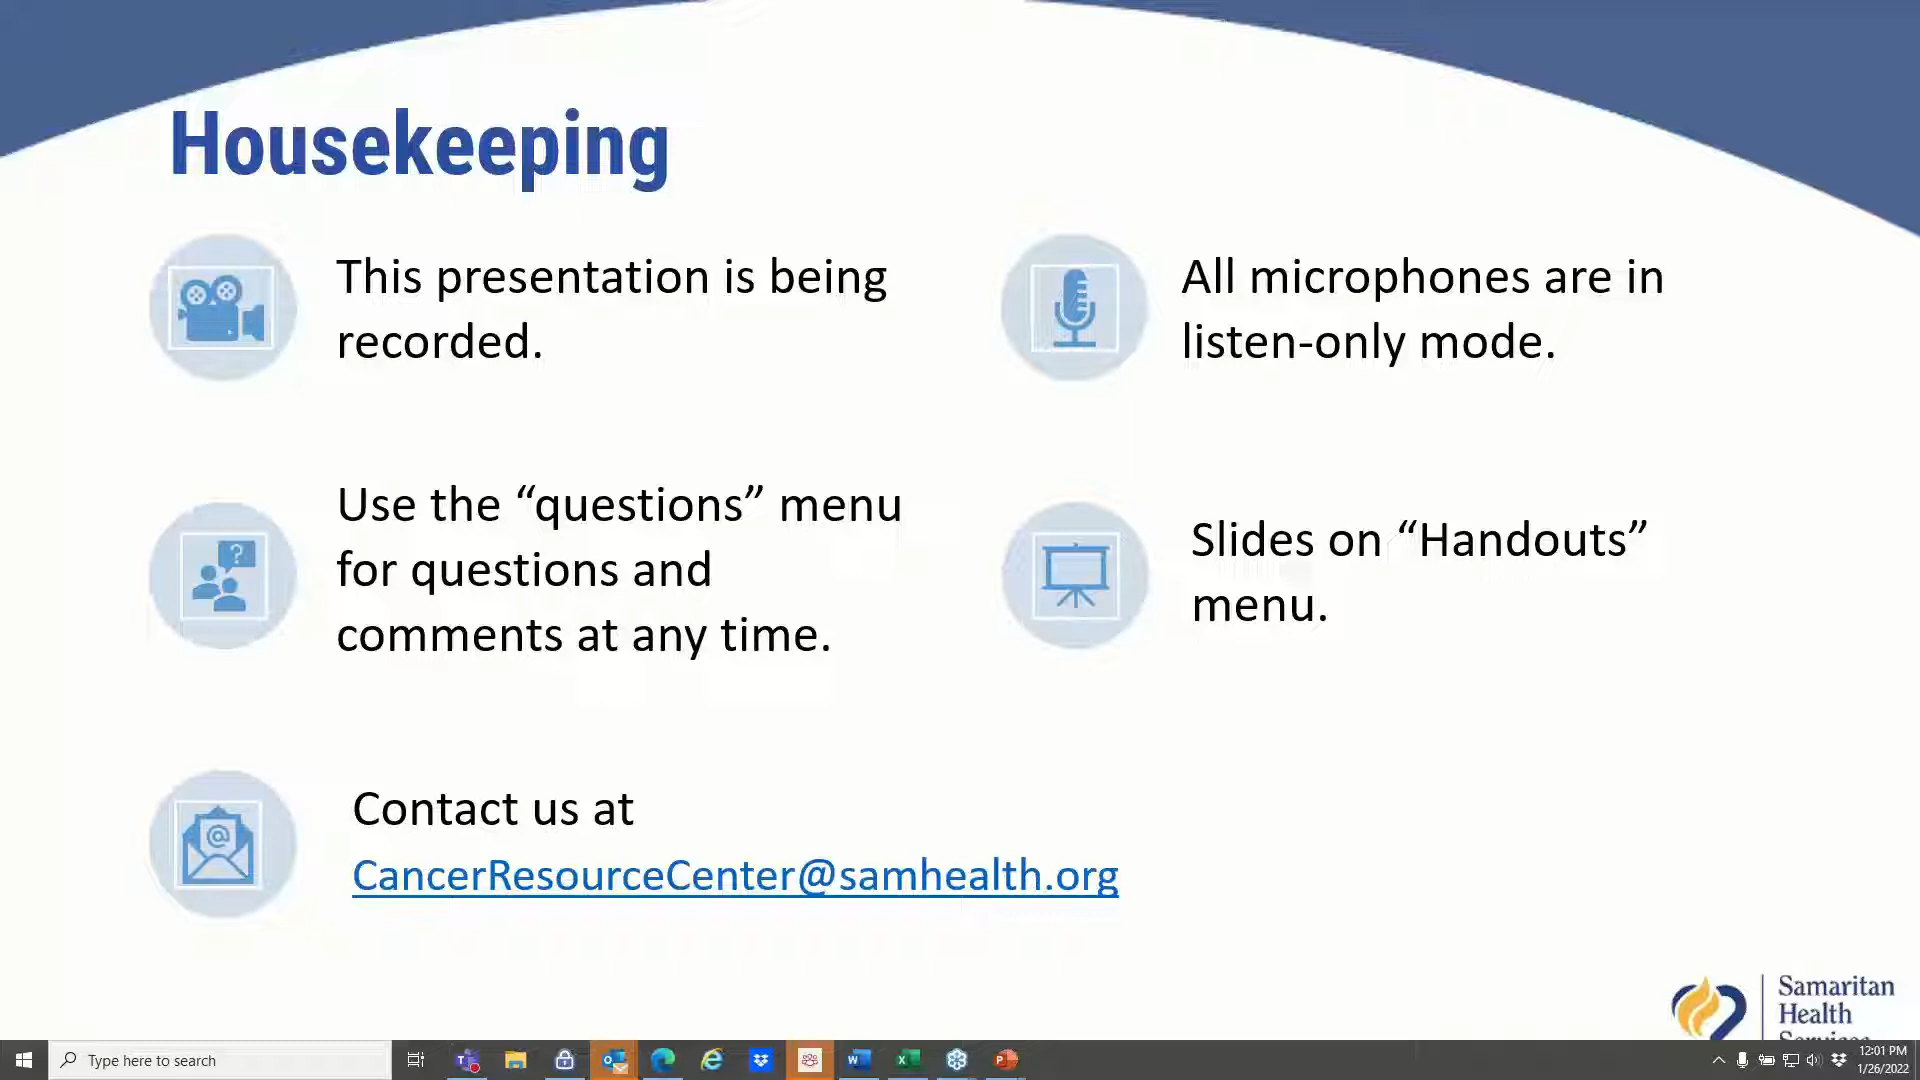 Housekeeping
This presentation is being
recorded.
All microphones are in
listen-only mode.
Use the “questions” menu
for questions and
comments at any time.
Slides on “Handouts”
menu.
Contact us at
CancerResourceCenter@samhealth.org
Samaritan
Health
Services
Type here to search
12:01 PM
1/26/2022